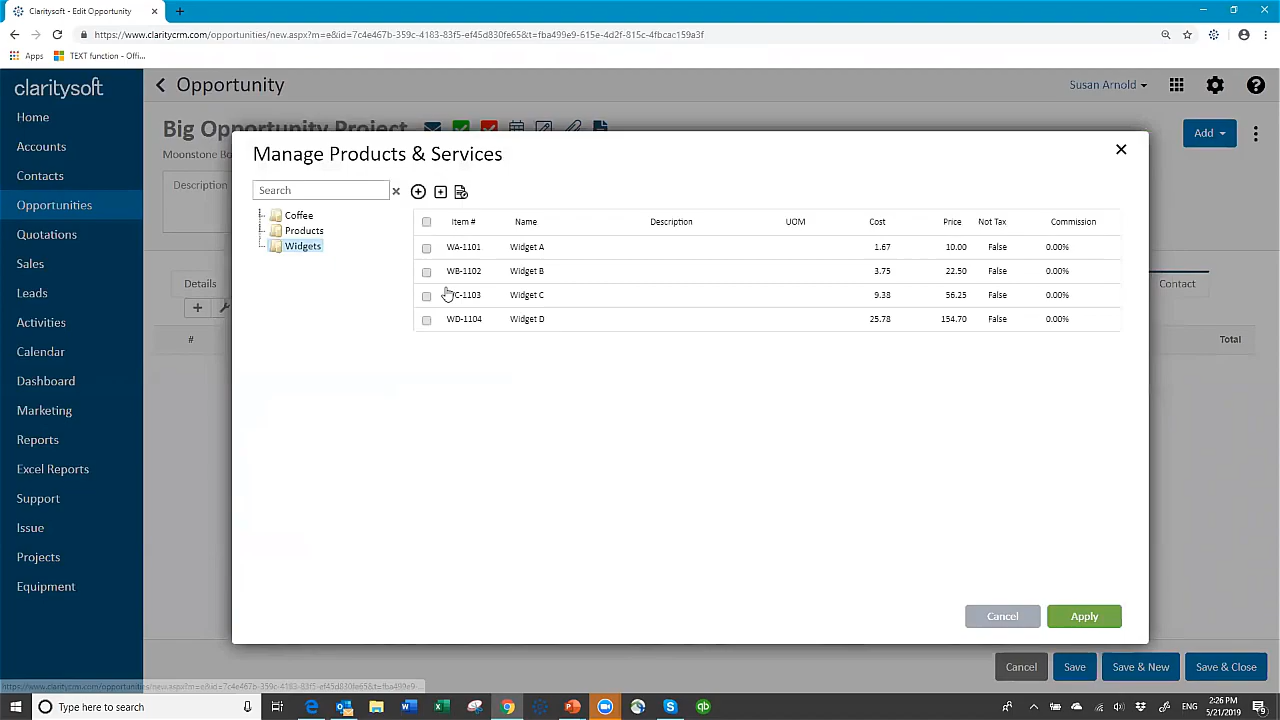 Claritysoft - Edit Opportunity
https://www.claritycrm.com/opportunities/new.aspx?m=e&id=7c4e467b-359c-4183-83f5-ef45d830fe65&t=fba499e9-615e-4d2f-815c-4fbcac159a3f
Apps TEXT function - Offi...
claritysoft
Opportunity
Susan Arnold
Home
Accounts
Contacts
Opportunities
Quotations
Sales
Leads
Activities
Calendar
Dashboard
Marketing
Reports
Excel Reports
Support
Issue
Projects
Equipment
Big Opportunity Project
Add
Description
Details
Contact
#
Total
Manage Products & Services
Search
Coffee
Products
Widgets
Item # Name Description UOM Cost Price Not Tax Commission
WA-1101 Widget A 1.67 10.00 False 0.00%
WB-1102 Widget B 3.75 22.50 False 0.00%
C-1103 Widget C 9.38 56.25 False 0.00%
WD-1104 Widget D 25.78 154.70 False 0.00%
Cancel Apply
Cancel Save Save & New Save & Close
Type here to search
2:26 PM
5/21/2019